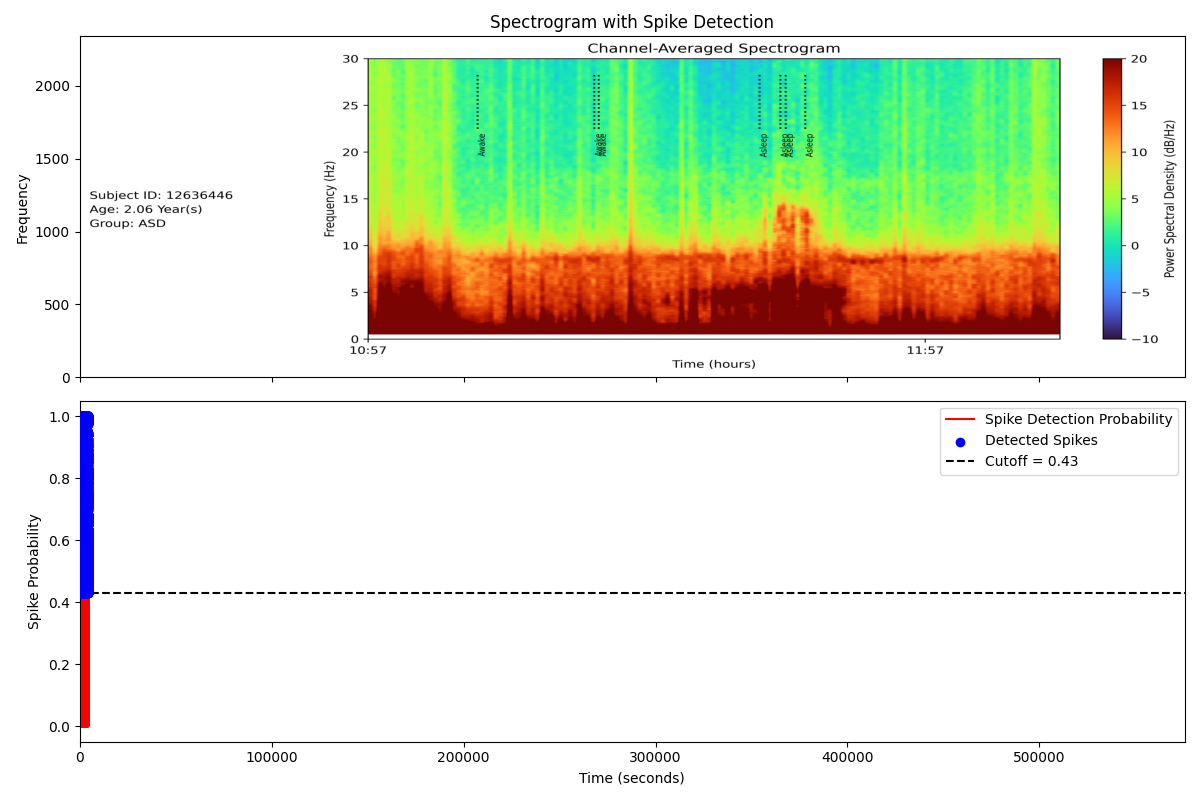 Spectrogram with Spike Detection
Channel-Averaged Spectrogram
Frequency
2000
1500
1000
500
0
Subject ID: 12636446
Age: 2.06 Year(s)
Group: ASD
Frequency (Hz)
30
25
20
15
10
5
0
Awake
Awake
Awake
Asleep
Asleep
Asleep
Asleep
10:57
11:57
Time (hours)
20
15
10
5
0
−5
−10
Power Spectral Density (dB/Hz)
Spike Probability
1.0
0.8
0.6
0.4
0.2
0.0
Spike Detection Probability
Detected Spikes
Cutoff = 0.43
0
100000
200000
300000
400000
500000
Time (seconds)